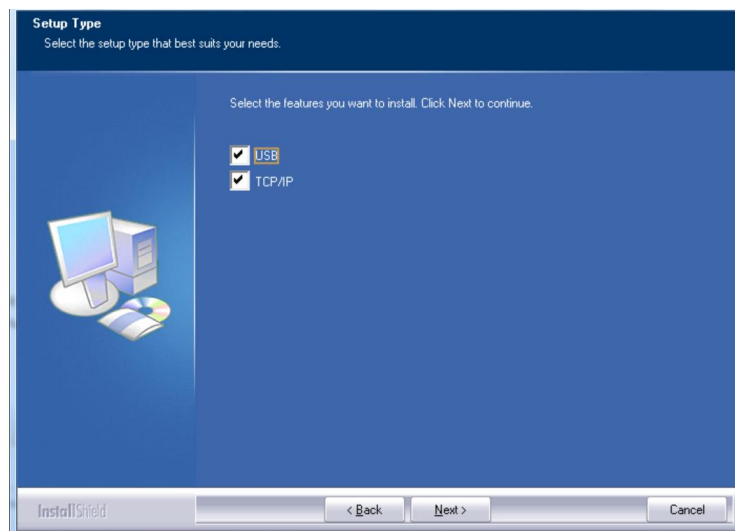 Setup Type
Select the setup type that best suits your needs.
Select the features you want to install. Click Next to continue.
USB
TCP/IP
InstallShield
< Back
Next >
Cancel